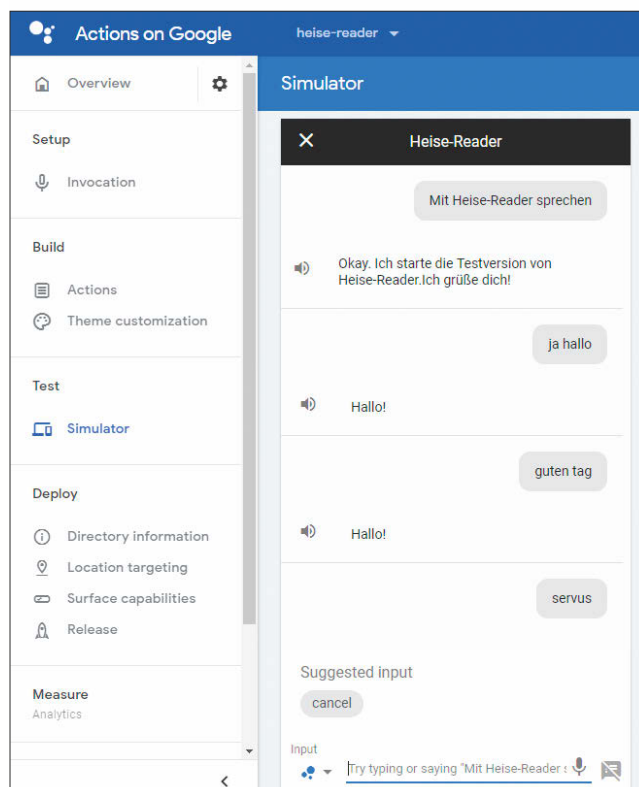 Actions on Google
heise-reader
Overview
Setup
Invocation
Build
Actions
Theme customization
Test
Simulator
Deploy
Directory information
Location targeting
Surface capabilities
Release
Measure
Analytics
Simulator
Heise-Reader
Mit Heise-Reader sprechen
Okay. Ich starte die Testversion von
Heise-Reader.Ich grüße dich!
ja hallo
Hallo!
guten tag
Hallo!
servus
Suggested input
cancel
Input
Try typing or saying "Mit Heise-Reader s